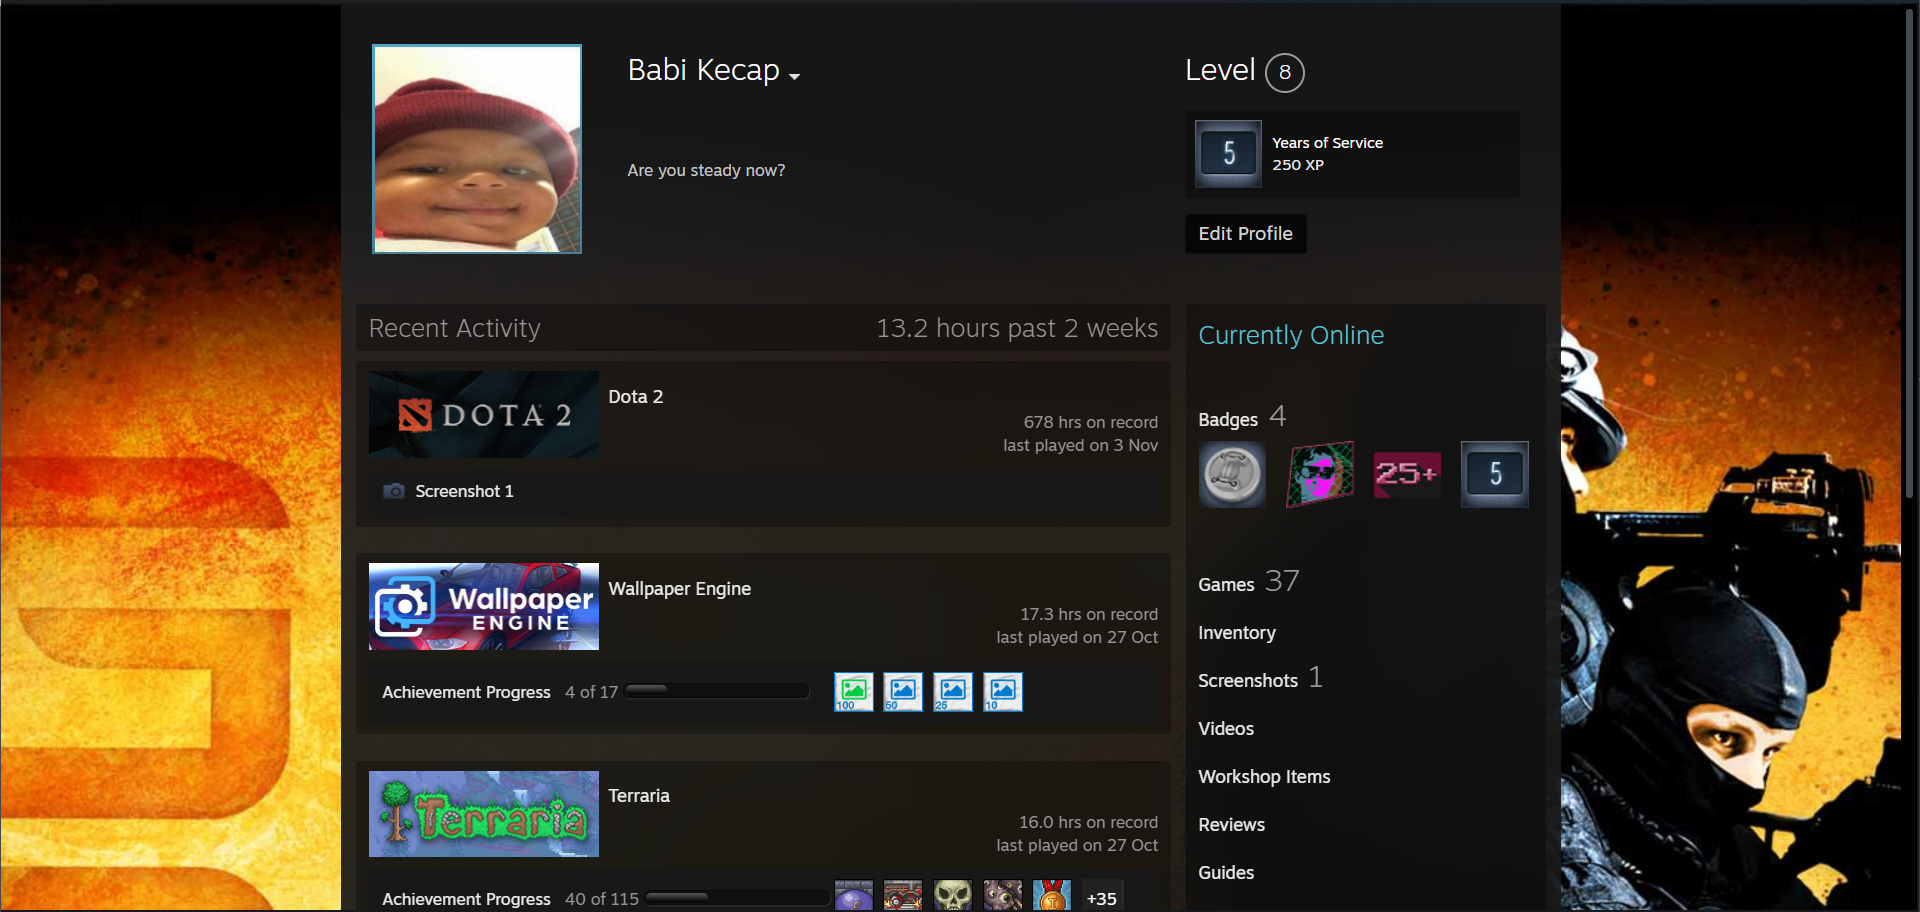 Babi Kecap
Are you steady now?
Level 8
5
Years of Service
250 XP
Edit Profile
Recent Activity
13.2 hours past 2 weeks
DOTA 2
Dota 2
678 hrs on record
last played on 3 Nov
Screenshot 1
Wallpaper
ENGINE
Wallpaper Engine
17.3 hrs on record
last played on 27 Oct
Achievement Progress 4 of 17
100
50
25
10
Terraria
Terraria
16.0 hrs on record
last played on 27 Oct
Achievement Progress 40 of 115
+35
Currently Online
Badges 4
25+
5
Games 37
Inventory
Screenshots 1
Videos
Workshop Items
Reviews
Guides